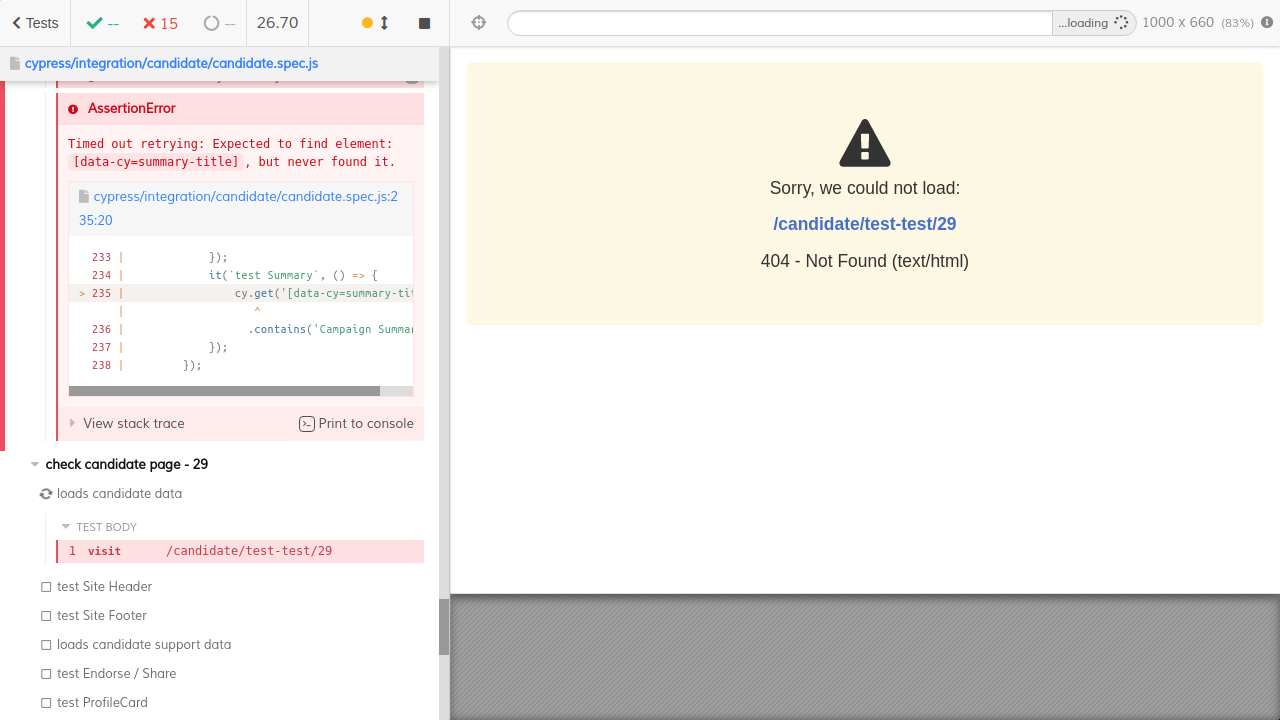 Tests
--
15
--
26.70
...loading
1000 x 660 (83%)
cypress/integration/candidate/candidate.spec.js
AssertionError
Timed out retrying: Expected to find element:
[data-cy=summary-title], but never found it.
cypress/integration/candidate/candidate.spec.js:2
35:20
233 | });
234 | it(`test Summary`, () => {
> 235 | cy.get('[data-cy=summary-tit
| ^
236 | .contains('Campaign Summar
237 | });
238 | });
View stack trace
Print to console
check candidate page - 29
loads candidate data
TEST BODY
1 visit /candidate/test-test/29
test Site Header
test Site Footer
loads candidate support data
test Endorse / Share
test ProfileCard
Sorry, we could not load:
/candidate/test-test/29
404 - Not Found (text/html)